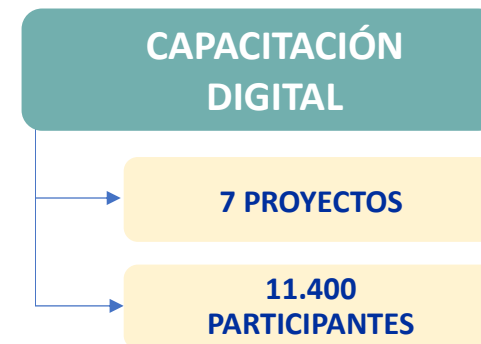 CAPACITACIÓN
DIGITAL
7 PROYECTOS
11.400
PARTICIPANTES